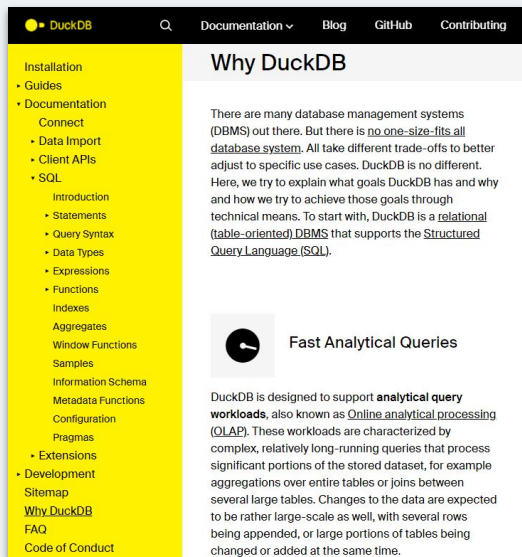 DuckDB
Documentation
Blog
GitHub
Contributing
Installation
Guides
Documentation
Connect
Data Import
Client APIs
SQL
Introduction
Statements
Query Syntax
Data Types
Expressions
Functions
Indexes
Aggregates
Window Functions
Samples
Information Schema
Metadata Functions
Configuration
Pragmas
Extensions
Development
Sitemap
Why DuckDB
FAQ
Code of Conduct
Why DuckDB
There are many database management systems
(DBMS) out there. But there is no one-size-fits all
database system. All take different trade-offs to better
adjust to specific use cases. DuckDB is no different.
Here, we try to explain what goals DuckDB has and why
and how we try to achieve those goals through
technical means. To start with, DuckDB is a relational
(table-oriented) DBMS that supports the Structured
Query Language (SQL).
Fast Analytical Queries
DuckDB is designed to support analytical query
workloads, also known as Online analytical processing
(OLAP). These workloads are characterized by
complex, relatively long-running queries that process
significant portions of the stored dataset, for example
aggregations over entire tables or joins between
several large tables. Changes to the data are expected
to be rather large-scale as well, with several rows
being appended, or large portions of tables being
changed or added at the same time.